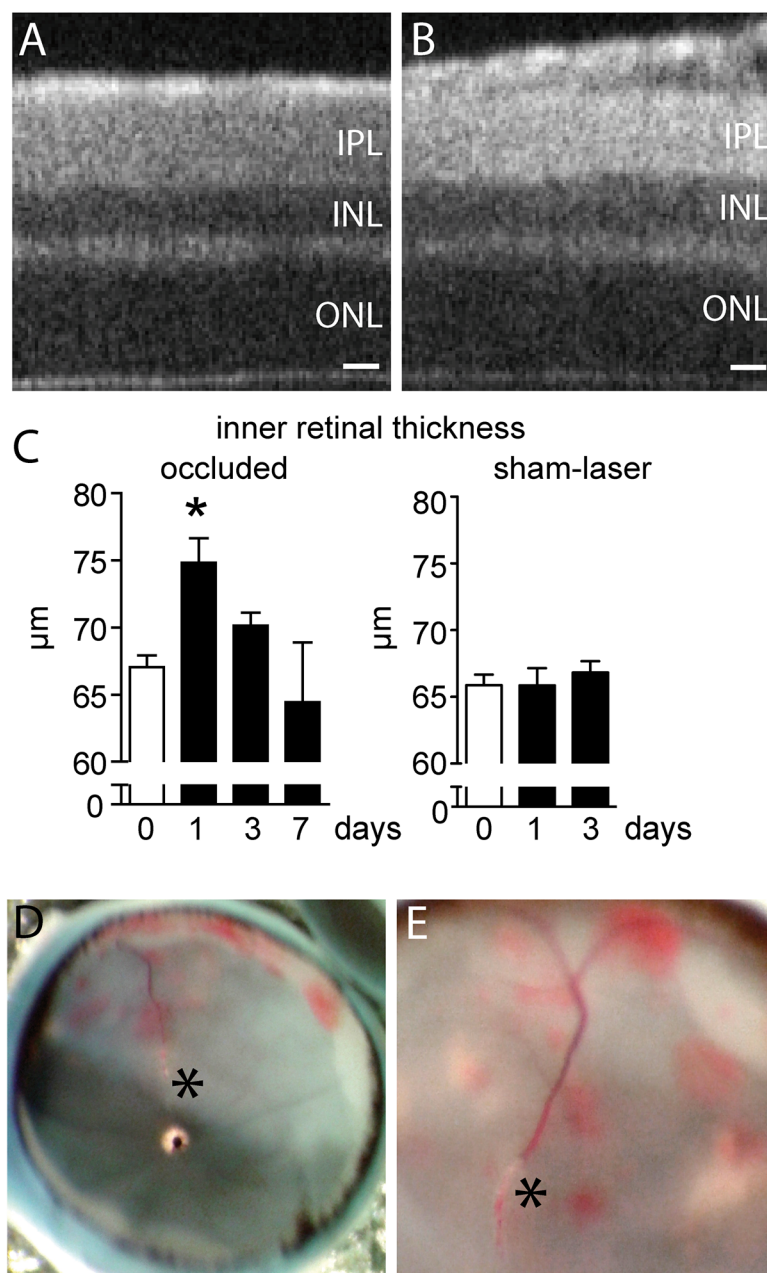 A
IPL
INL
ONL
B
IPL
INL
ONL
C
inner retinal thickness
occluded
80
75
70
65
60
0
µm
*
0 1 3 7 days
sham-laser
80
75
70
65
60
0
µm
0 1 3 days
D
*
E
*